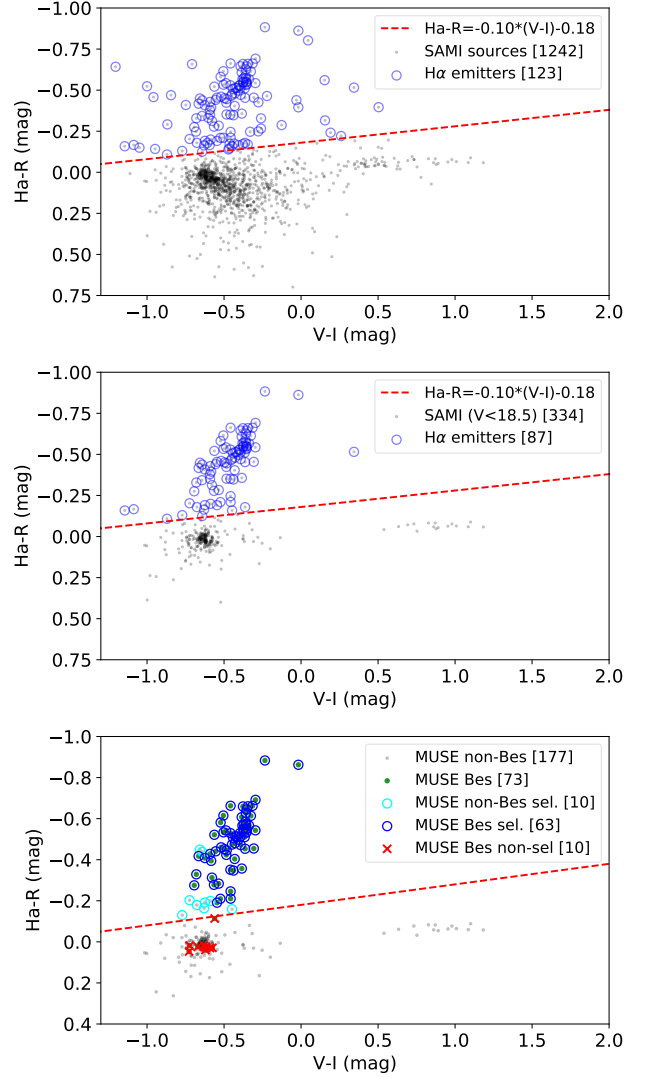 −1.00
−0.75
−0.50
−0.25
0.00
0.25
0.50
0.75
Ha-R (mag)
Ha-R=-0.10*(V-I)-0.18
SAMI sources [1242]
Hα emitters [123]
−1.0
−0.5
0.0
0.5
1.0
1.5
2.0
V-I (mag)
−1.00
−0.75
−0.50
−0.25
0.00
0.25
0.50
0.75
Ha-R (mag)
Ha-R=-0.10*(V-I)-0.18
SAMI (V<18.5) [334]
Hα emitters [87]
−1.0
−0.5
0.0
0.5
1.0
1.5
2.0
V-I (mag)
−1.0
−0.8
−0.6
−0.4
−0.2
0.0
0.2
0.4
Ha-R (mag)
MUSE non-Bes [177]
MUSE Bes [73]
MUSE non-Bes sel. [10]
MUSE Bes sel. [63]
MUSE Bes non-sel [10]
−1.0
−0.5
0.0
0.5
1.0
1.5
2.0
V-I (mag)